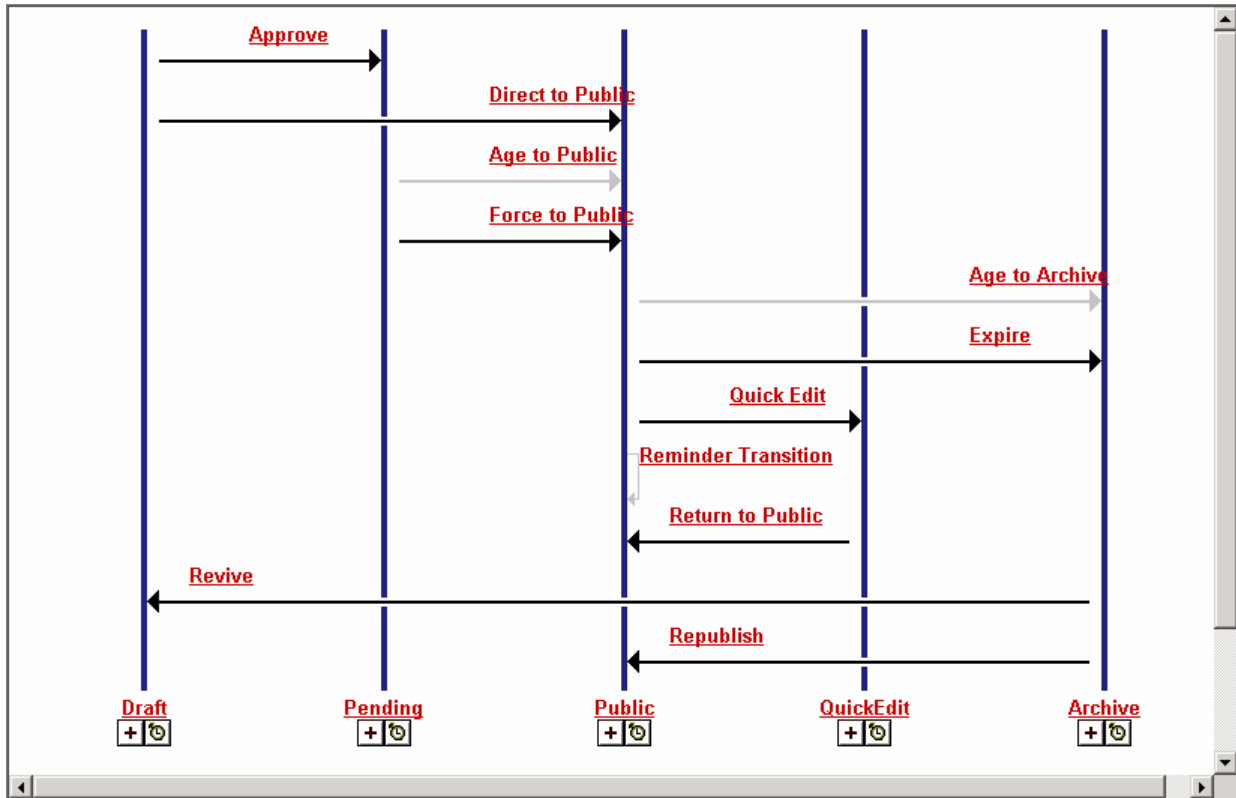 Approve
Direct to Public
Age to Public
Force to Public
Age to Archive
Expire
Quick Edit
Reminder Transition
Return to Public
Revive
Republish
Draft Pending Public QuickEdit Archive